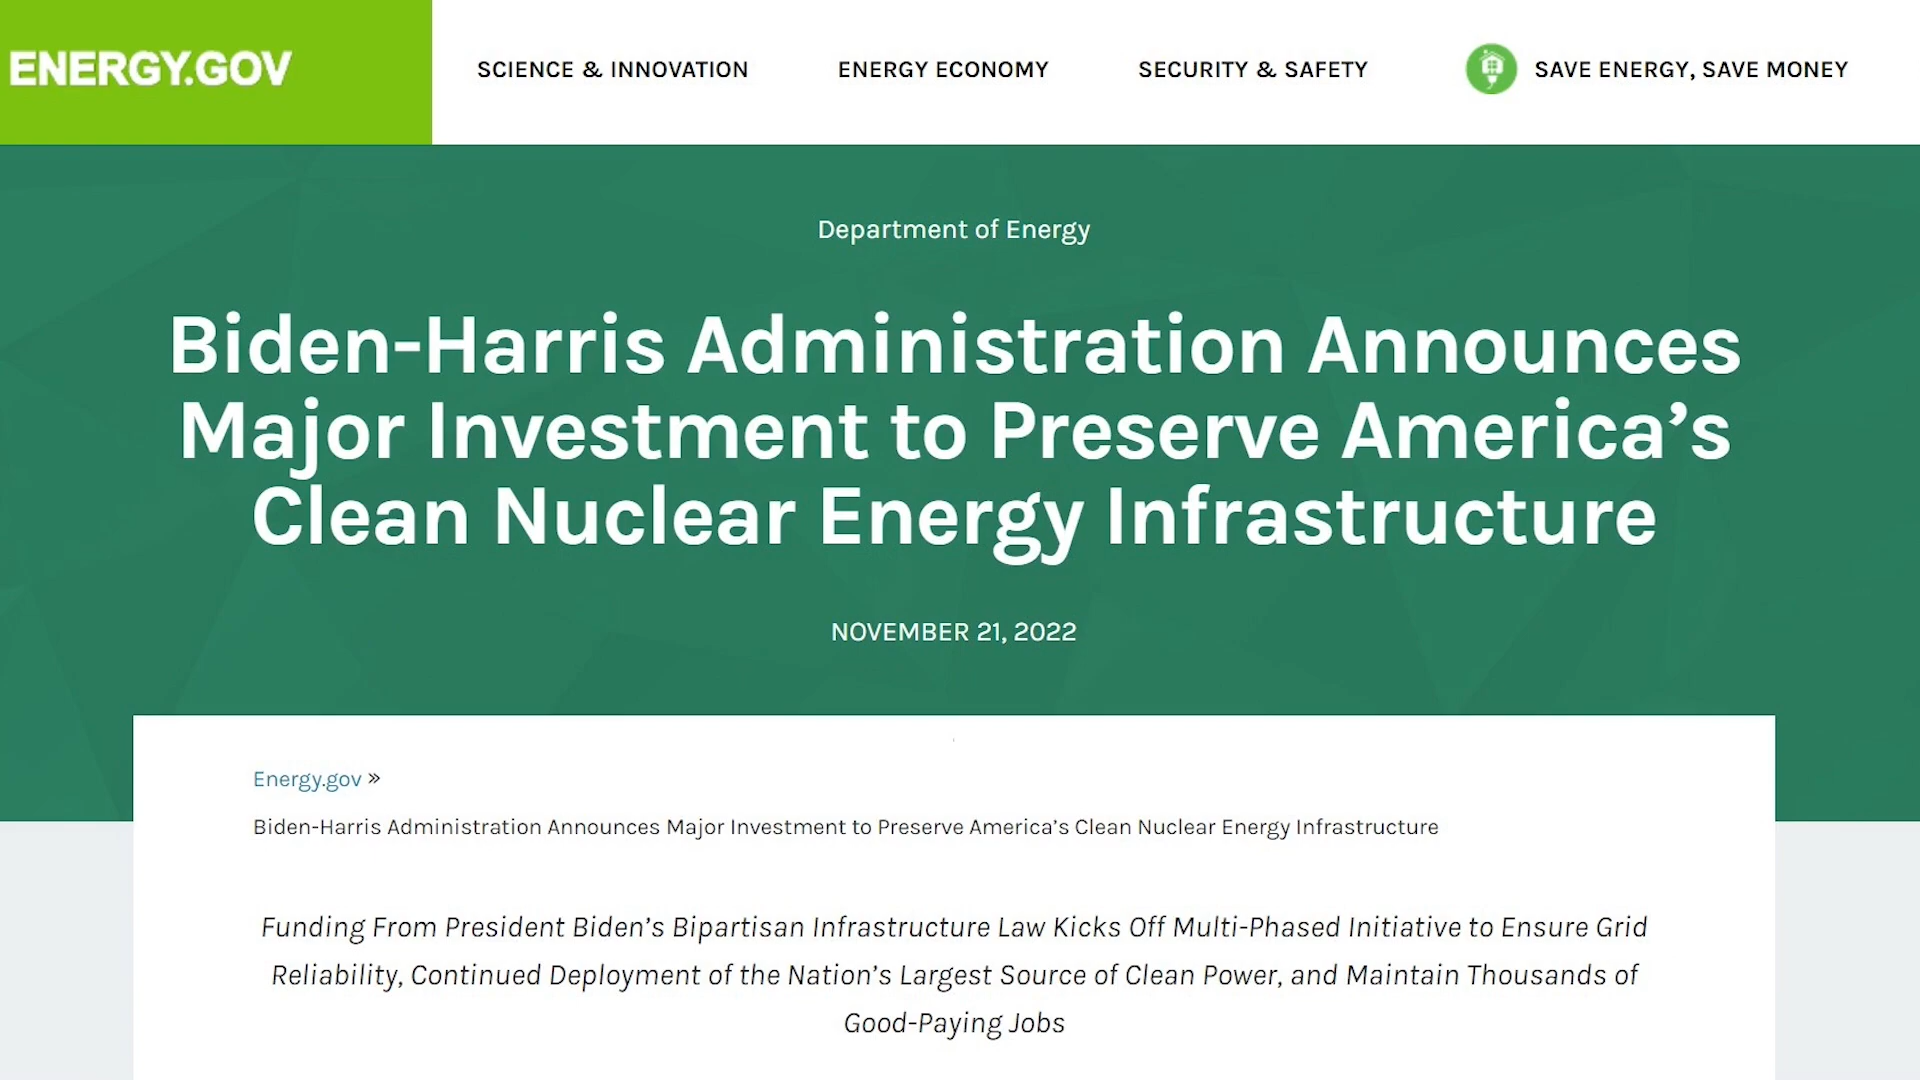 ENERGY.GOV
SCIENCE & INNOVATION
ENERGY ECONOMY
SECURITY & SAFETY
SAVE ENERGY, SAVE MONEY
Department of Energy
Biden-Harris Administration Announces
Major Investment to Preserve America’s
Clean Nuclear Energy Infrastructure
NOVEMBER 21, 2022
Energy.gov »
Biden-Harris Administration Announces Major Investment to Preserve America’s Clean Nuclear Energy Infrastructure
Funding From President Biden’s Bipartisan Infrastructure Law Kicks Off Multi-Phased Initiative to Ensure Grid
Reliability, Continued Deployment of the Nation’s Largest Source of Clean Power, and Maintain Thousands of
Good-Paying Jobs